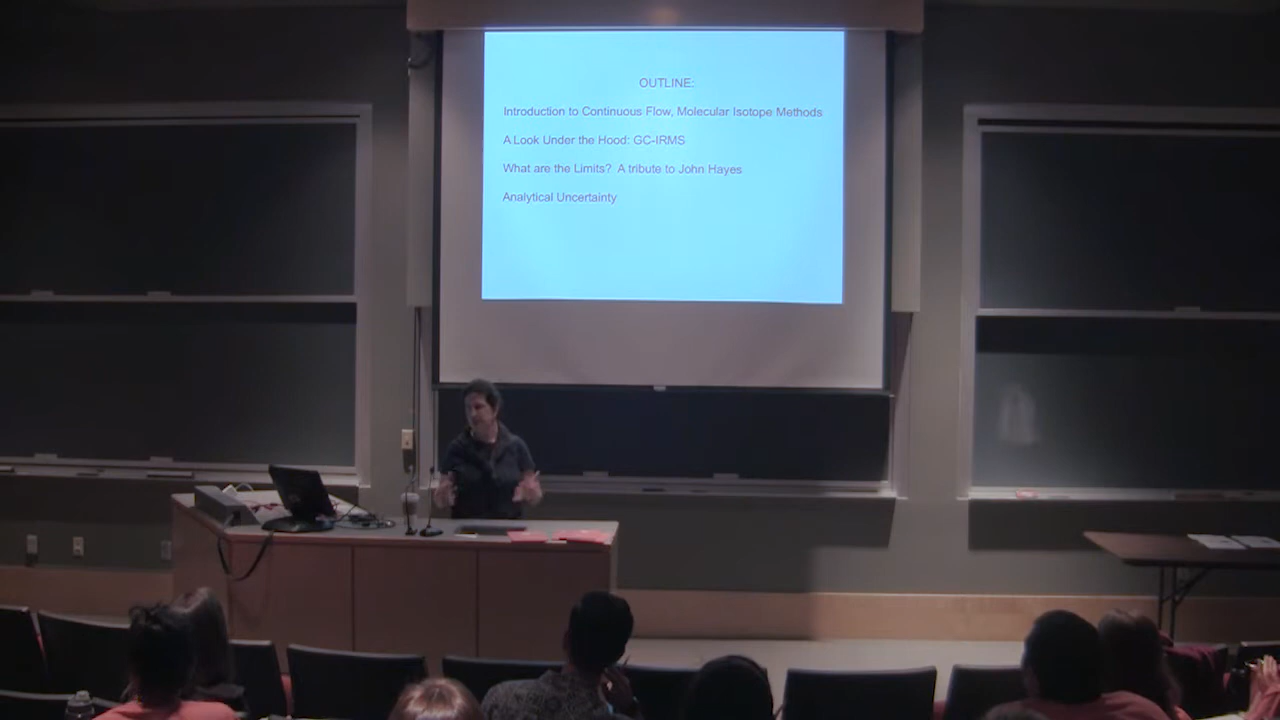 OUTLINE:
Introduction to Continuous Flow, Molecular Isotope Methods
A Look Under the Hood: GC-IRMS
What are the Limits? A tribute to John Hayes
Analytical Uncertainty